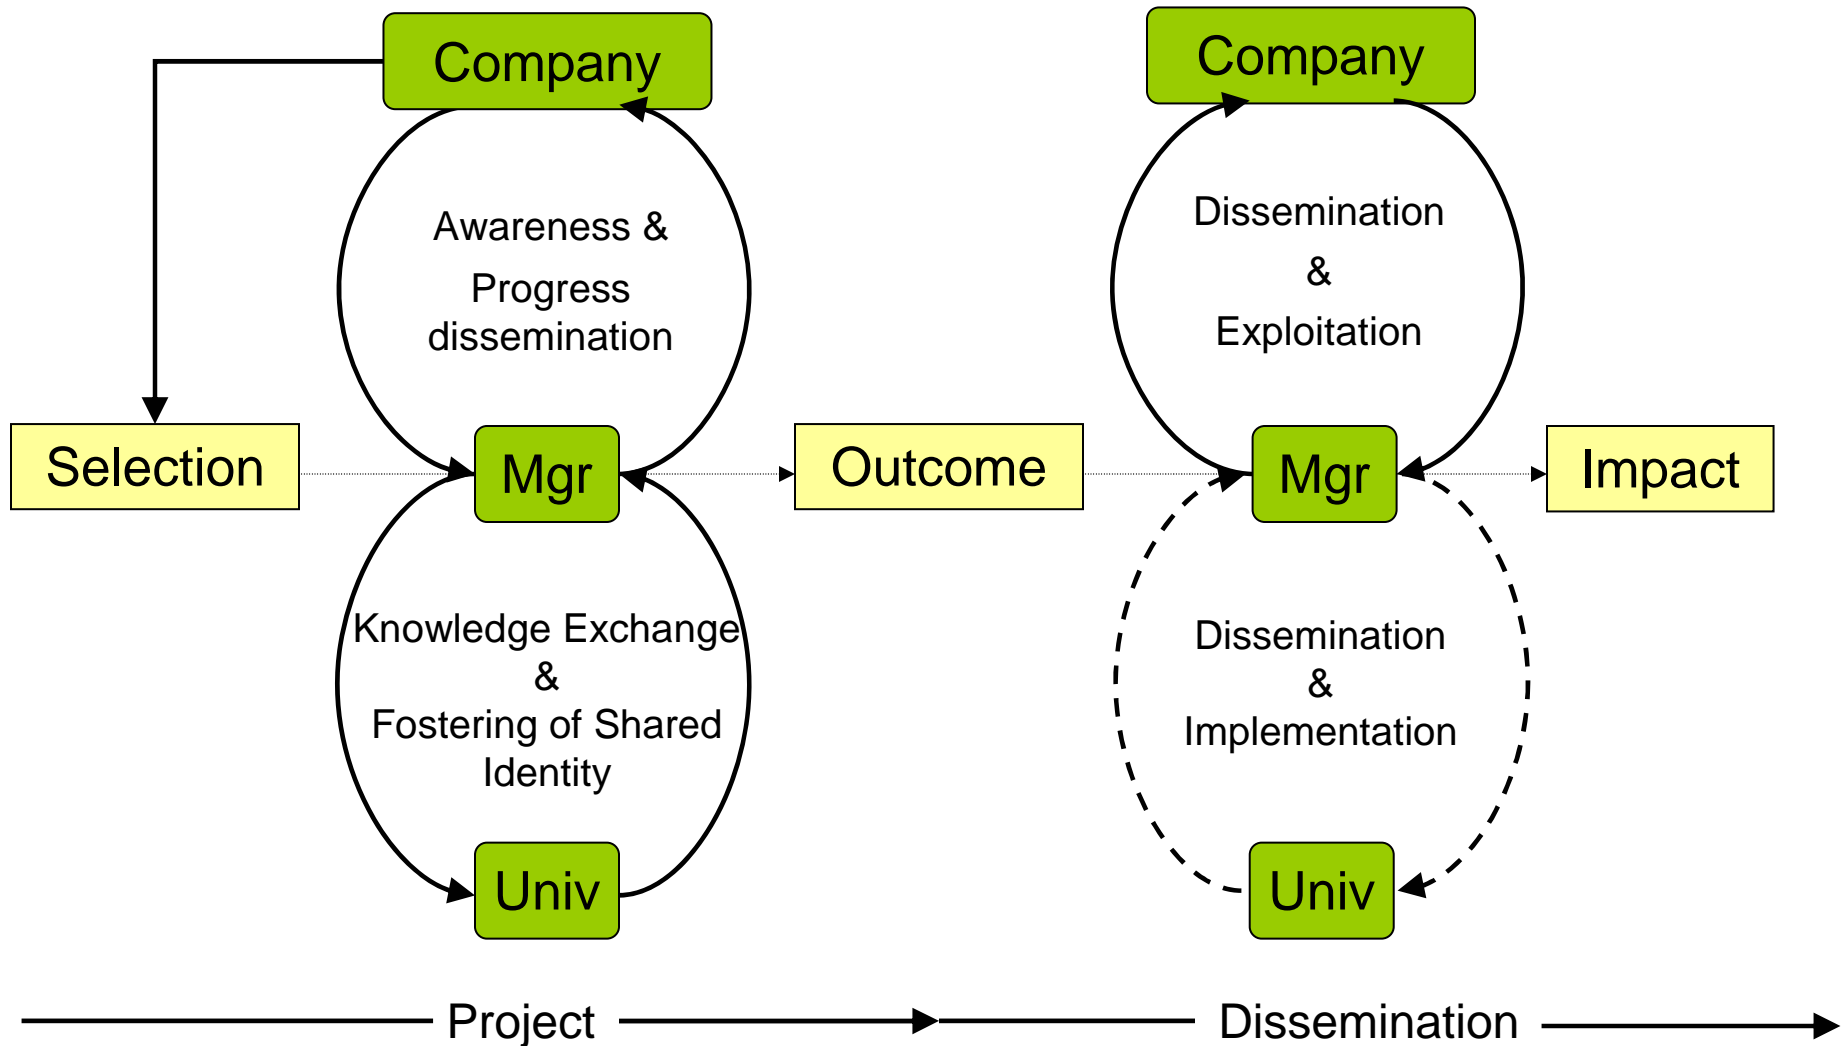 Company
Company
Awareness &
Progress
dissemination
Dissemination
&
Exploitation
Selection
Mgr
Outcome
Mgr
Impact
Knowledge Exchange
&
Fostering of Shared
Identity
Dissemination
&
Implementation
Univ
Univ
Project
Dissemination